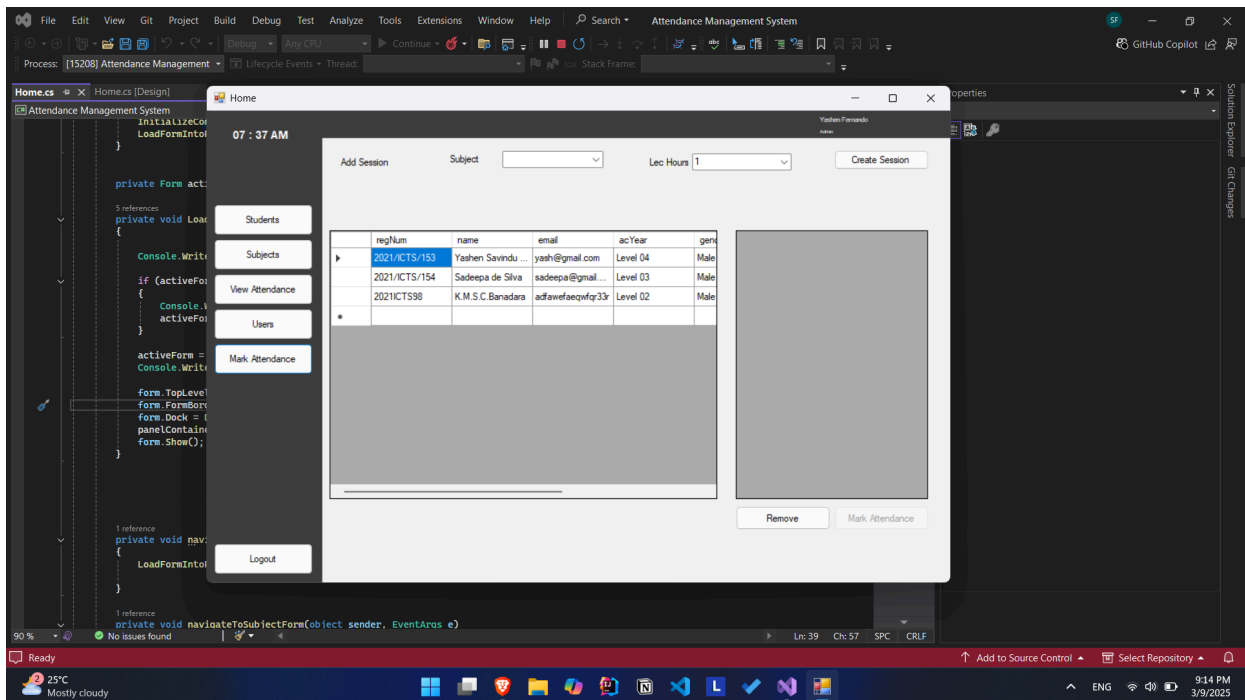 File Edit View Git Project Build Debug Test Analyze Tools Extensions Window Help Search Attendance Management System SF
Debug Any CPU Continue GitHub Copilot
Process: [15208] Attendance Management Lifecycle Events Thread: Stack Frame:
Home.cs Home.cs [Design]
Attendance Management System
InitializeCo
LoadFormInto
}
private Form act
5 references
private void Loa
{
Console.Writ
if (activeFo
{
Console.
activeFo
}
activeForm =
Console.Writ
form.TopLeve
form.FormBor
form.Dock =
panelContain
form.Show();
}
1 reference
private void nav
{
LoadFormInto
}
1 reference
private void navigateToSubjectForm(object sender, EventArgs e)
Home
07 : 37 AM
Yashen Fernando
Admin
Students
Subjects
View Attendance
Users
Mark Attendance
Logout
Add Session Subject Lec Hours 1 Create Session
regNum name email acYear gend
2021/ICTS/153 Yashen Savindu ... yash@gmail.com Level 04 Male
2021/ICTS/154 Sadeepa de Silva sadeepa@gmail.... Level 03 Male
2021ICTS98 K.M.S.C.Banadara adfawefaeqwfqr33r Level 02 Male
Remove Mark Attendance
operties
Solution Explorer
Git Changes
90 % No issues found Ln: 39 Ch: 57 SPC CRLF
Ready Add to Source Control Select Repository
2
25°C
Mostly cloudy
ENG
9:14 PM
3/9/2025